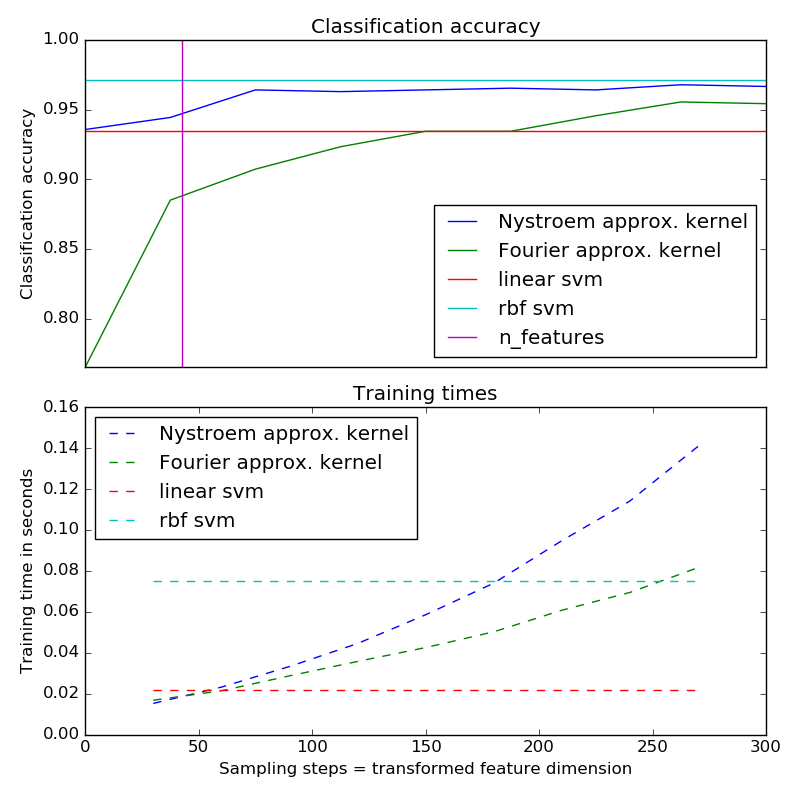 Classification accuracy
1.00
0.95
0.90
0.85
0.80
Classification accuracy
Nystroem approx. kernel
Fourier approx. kernel
linear svm
rbf svm
n_features
Training times
0.16
0.14
0.12
0.10
0.08
0.06
0.04
0.02
0.00
Training time in seconds
Nystroem approx. kernel
Fourier approx. kernel
linear svm
rbf svm
0 50 100 150 200 250 300
Sampling steps = transformed feature dimension